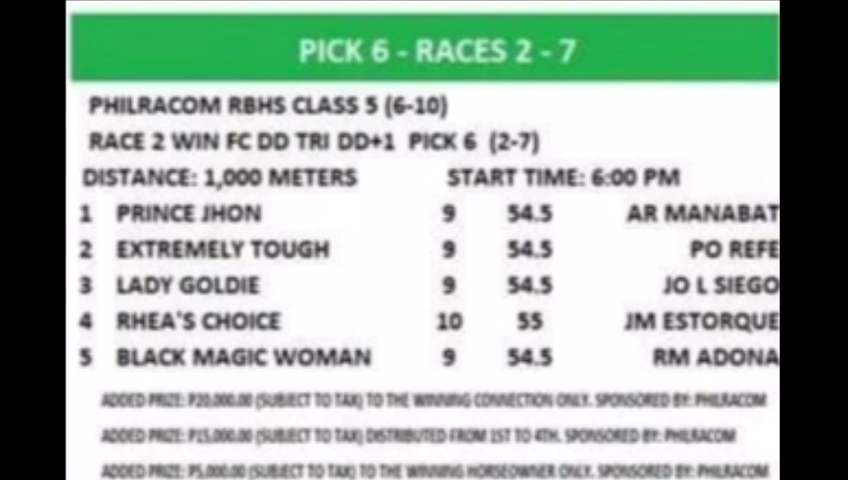 PICK 6 - RACES 2 - 7
PHILRACOM RBHS CLASS 5 (6-10)
RACE 2 WIN FC DD TRI DD+1 PICK 6 (2-7)
DISTANCE: 1,000 METERS START TIME: 6:00 PM
1 PRINCE JHON 9 54.5 AR MANABAT
2 EXTREMELY TOUGH 9 54.5 PO REFE
3 LADY GOLDIE 9 54.5 JO L SIEGO
4 RHEA'S CHOICE 10 55 JM ESTORQUE
5 BLACK MAGIC WOMAN 9 54.5 RM ADONA
ADDED PRIZE: P20,000.00 (SUBJECT TO TAX) TO THE WINNING CONNECTION ONLY. SPONSORED BY: PHILRACOM
ADDED PRIZE: P15,000.00 (SUBJECT TO TAX) DISTRIBUTED FROM 1ST TO 4TH. SPONSORED BY: PHILRACOM
ADDED PRIZE: P5,000.00 (SUBJECT TO TAX) TO THE WINNING HORSEOWNER ONLY. SPONSORED BY: PHILRACOM